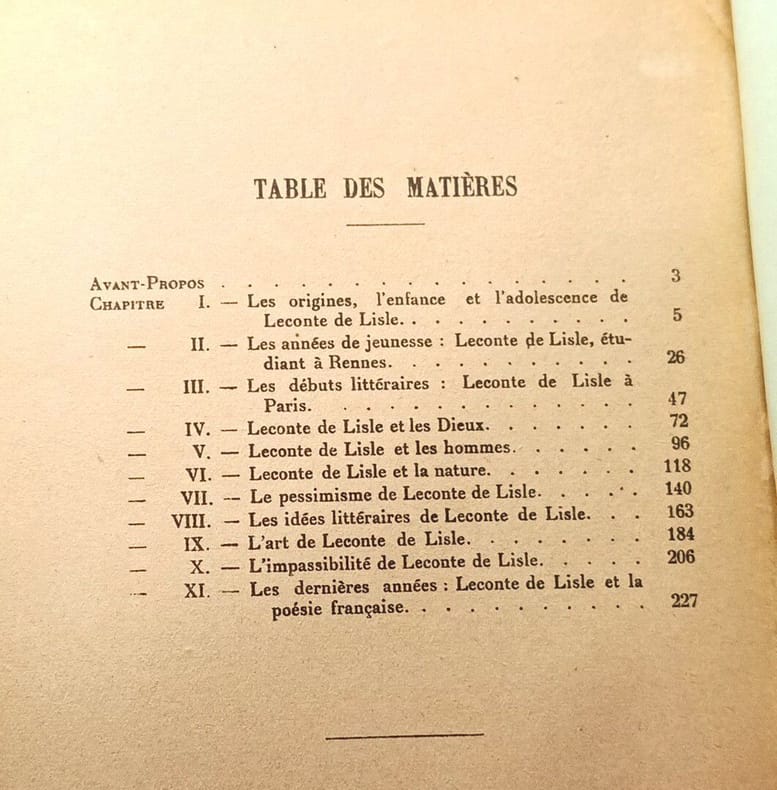 TABLE DES MATIÈRES
AVANT-PROPOS . . . . . . . . . . . . . . . . 3
CHAPITRE I. — Les origines, l'enfance et l'adolescence de
Leconte de Lisle. . . . . . . . . . 5
— II. — Les années de jeunesse : Leconte de Lisle, étu-
diant à Rennes. . . . . . . . . . 26
— III. — Les débuts littéraires : Leconte de Lisle à
Paris. . . . . . . . . . . . . 47
— IV. — Leconte de Lisle et les Dieux. . . . . . . 72
— V. — Leconte de Lisle et les hommes. . . . . . 96
— VI. — Leconte de Lisle et la nature. . . . . . . 118
— VII. — Le pessimisme de Leconte de Lisle. . . . . 140
— VIII. — Les idées littéraires de Leconte de Lisle. . . 163
— IX. — L'art de Leconte de Lisle. . . . . . . . 184
— X. — L'impassibilité de Leconte de Lisle. . . . . 206
— XI. — Les dernières années : Leconte de Lisle et la
poésie française. . . . . . . . . . 227